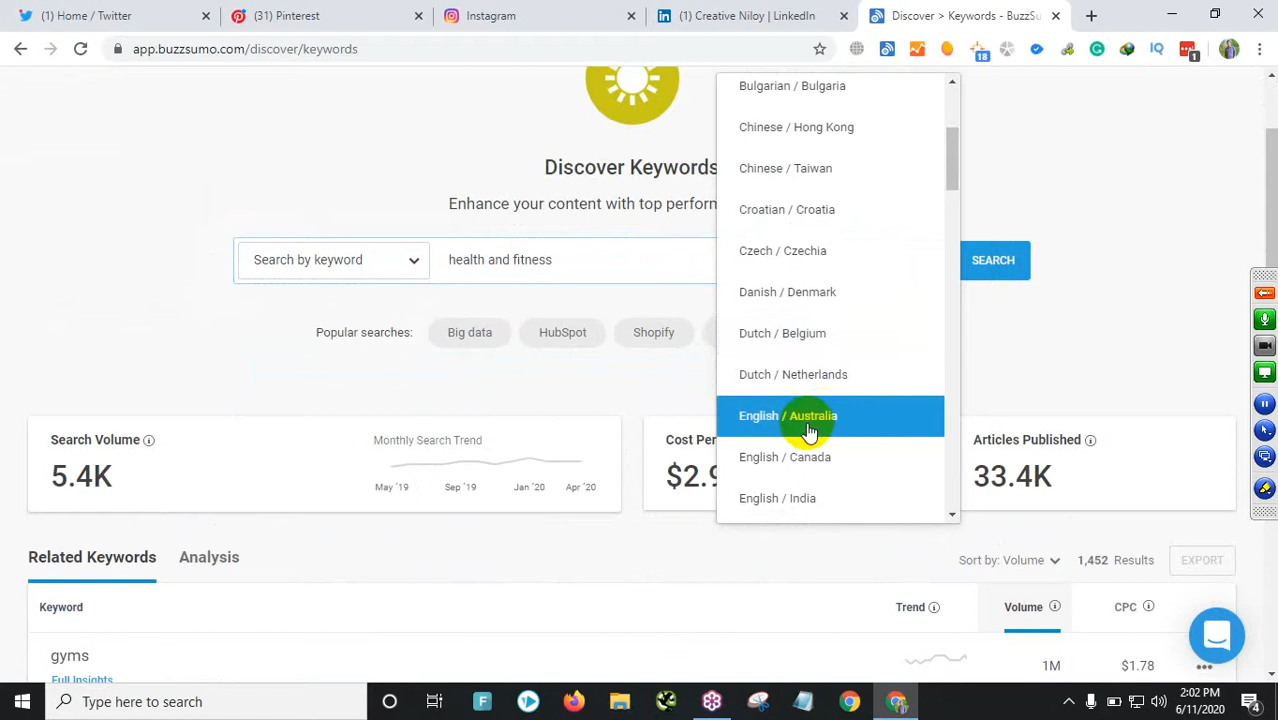 (1) Home / Twitter
(31) Pinterest
Instagram
(1) Creative Niloy | LinkedIn
Discover > Keywords - BuzzSu
app.buzzsumo.com/discover/keywords
18
IQ
1
Bulgarian / Bulgaria
Chinese / Hong Kong
Chinese / Taiwan
Croatian / Croatia
Czech / Czechia
Danish / Denmark
Dutch / Belgium
Dutch / Netherlands
English / Australia
English / Canada
English / India
Discover Keywords
Enhance your content with top perform
Search by keyword
health and fitness
SEARCH
Popular searches:
Big data
HubSpot
Shopify
Search Volume
5.4K
Monthly Search Trend
May '19 Sep '19 Jan '20 Apr '20
Cost Per
$2.9
Articles Published
33.4K
Related Keywords
Analysis
Sort by: Volume
1,452 Results
EXPORT
Keyword
Trend
Volume
CPC
gyms
Full Insights
1M
$1.78
Type here to search
2:02 PM
6/11/2020
4